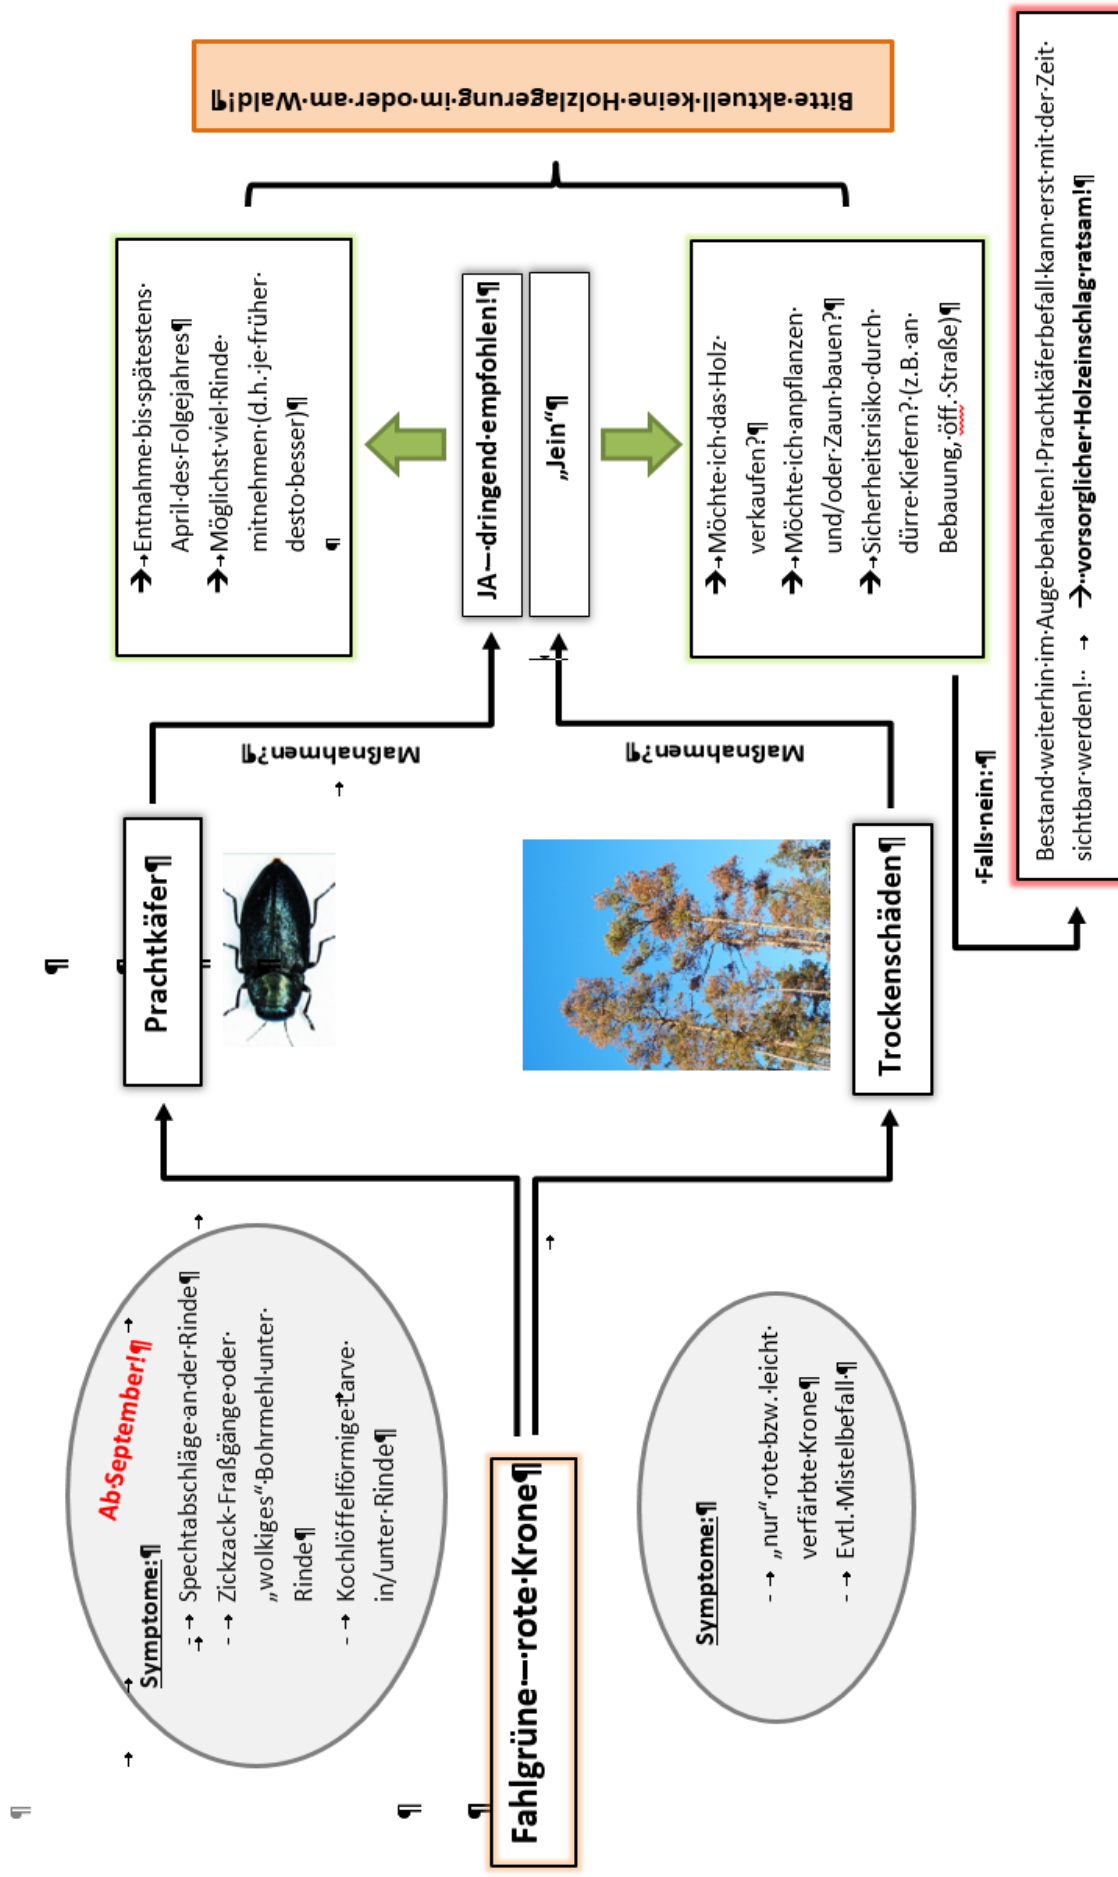 Fahlgrüne – rote Krone
Ab September!
Symptome:
- Spechtabschläge an der Rinde
- Zickzack-Fraßgänge oder
„wolkiges“ Bohrmehl unter
Rinde
- Kochlöffelförmige Larve
in/unter Rinde
Symptome:
- „nur“ rote bzw. leicht
verfärbte Krone
- Evtl. Mistelbefall
Prachtkäfer
Trockenschäden
Maßnahmen?
Maßnahmen?
➔ Entnahme bis spätestens
April des Folgejahres
➔ Möglichst viel Rinde
mitnehmen (d.h. je früher
desto besser)
JA – dringend empfohlen!
„Jein“
➔ Möchte ich das Holz
verkaufen?
➔ Möchte ich anpflanzen
und/oder Zaun bauen?
➔ Sicherheitsrisiko durch
dürre Kiefern? (z.B. an
Bebauung, öff. Straße)
Falls nein:
Bestand weiterhin im Auge behalten! Prachtkäferbefall kann erst mit der Zeit
sichtbar werden! → vorsorglicher Holzeinschlag ratsam!
Bitte aktuell keine Holzlagerung im oder am Wald!